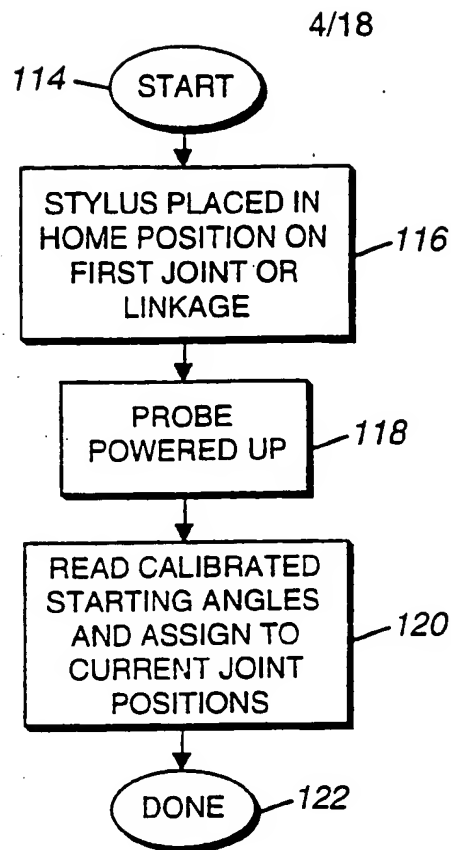 4/18
114
START
STYLUS PLACED IN
HOME POSITION ON
FIRST JOINT OR
LINKAGE
116
PROBE
POWERED UP
118
READ CALIBRATED
STARTING ANGLES
AND ASSIGN TO
CURRENT JOINT
POSITIONS
120
DONE
122